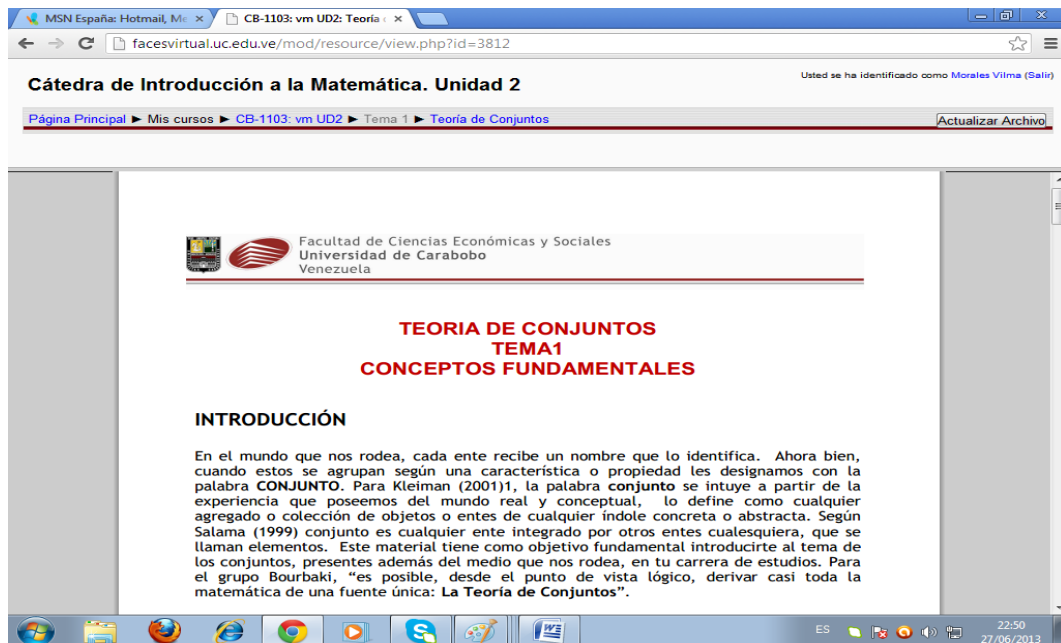 MSN España: Hotmail, Me
CB-1103: vm UD2: Teoría
facesvirtual.uc.edu.ve/mod/resource/view.php?id=3812
Cátedra de Introducción a la Matemática. Unidad 2
Usted se ha identificado como Morales Vilma (Salir)
Página Principal ► Mis cursos ► CB-1103: vm UD2 ► Tema 1 ► Teoría de Conjuntos
Actualizar Archivo
Facultad de Ciencias Económicas y Sociales
Universidad de Carabobo
Venezuela
TEORIA DE CONJUNTOS
TEMA1
CONCEPTOS FUNDAMENTALES
INTRODUCCIÓN
En el mundo que nos rodea, cada ente recibe un nombre que lo identifica. Ahora bien,
cuando estos se agrupan según una característica o propiedad les designamos con la
palabra CONJUNTO. Para Kleiman (2001)1, la palabra conjunto se intuye a partir de la
experiencia que poseemos del mundo real y conceptual, lo define como cualquier
agregado o colección de objetos o entes de cualquier índole concreta o abstracta. Según
Salama (1999) conjunto es cualquier ente integrado por otros entes cualesquiera, que se
llaman elementos. Este material tiene como objetivo fundamental introducirte al tema de
los conjuntos, presentes además del medio que nos rodea, en tu carrera de estudios. Para
el grupo Bourbaki, “es posible, desde el punto de vista lógico, derivar casi toda la
matemática de una fuente única: La Teoría de Conjuntos”.
ES
22:50
27/06/2013